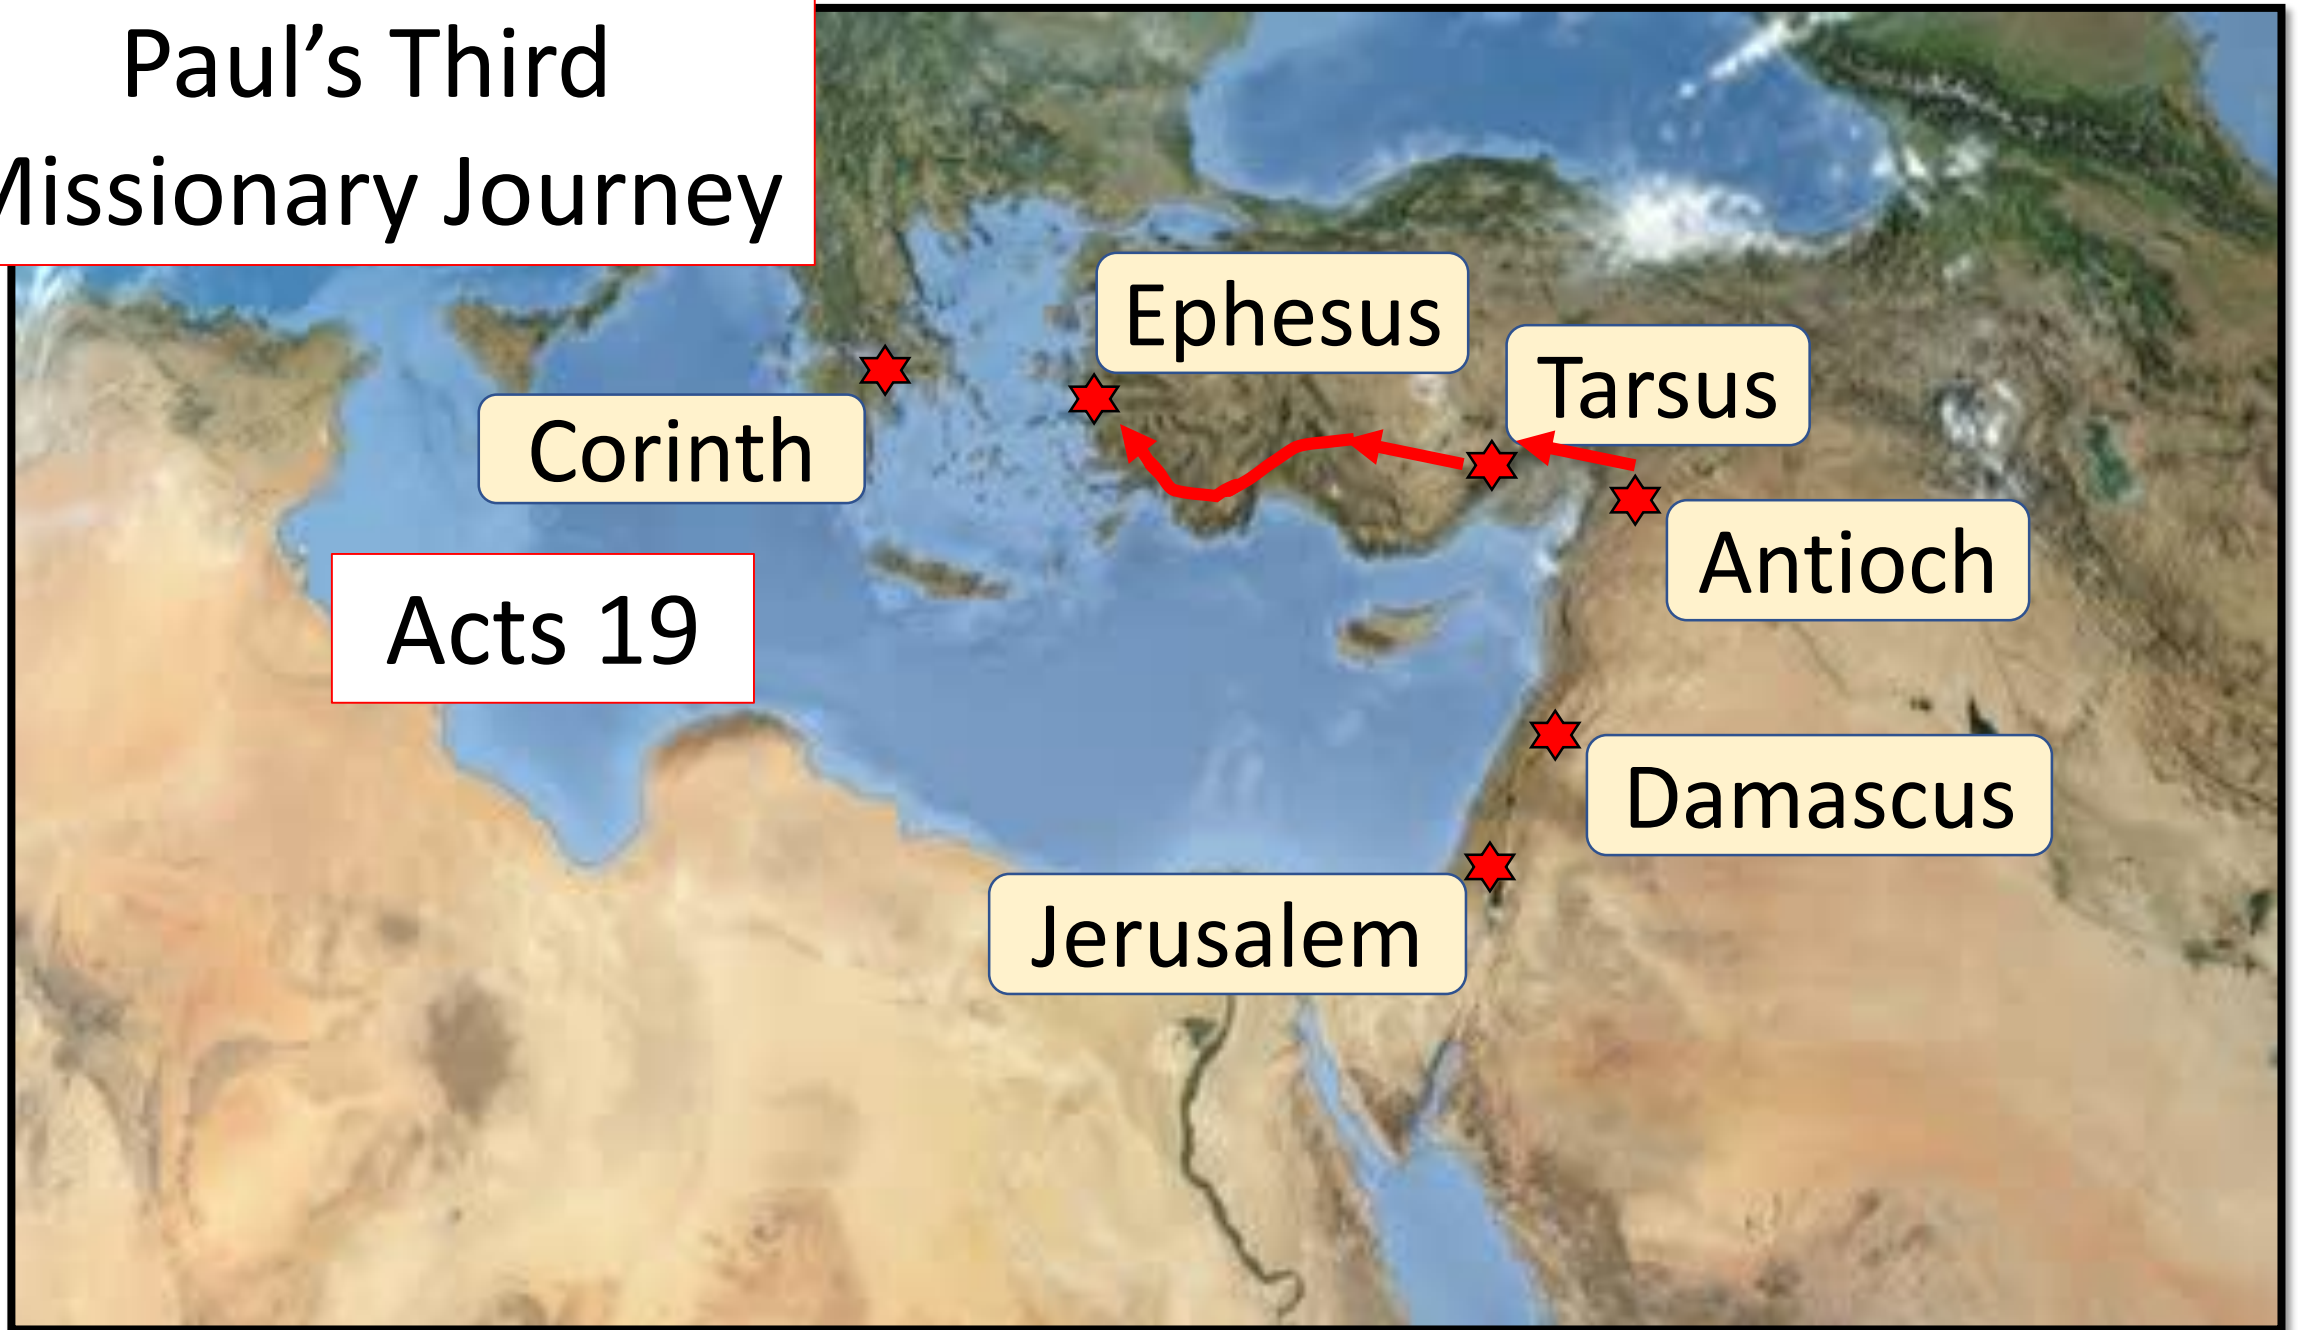 Paul’s Third
Missionary Journey
Ephesus
Tarsus
Corinth
Antioch
Acts 19
Damascus
Jerusalem